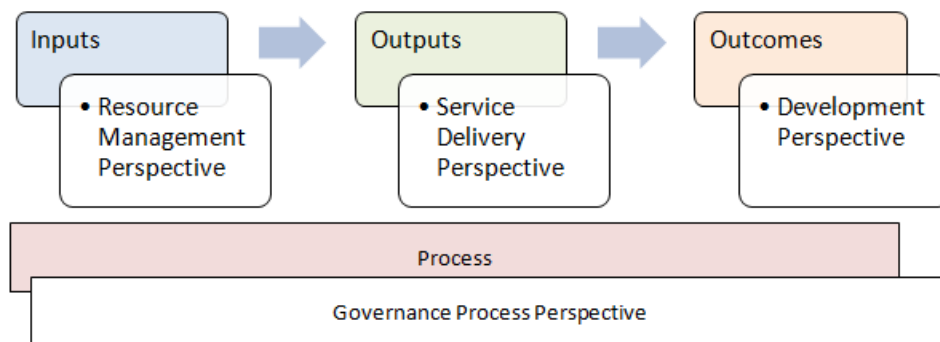 Inputs
Outputs
Outcomes
• Resource
Management
Perspective
• Service
Delivery
Perspective
• Development
Perspective
Process
Governance Process Perspective